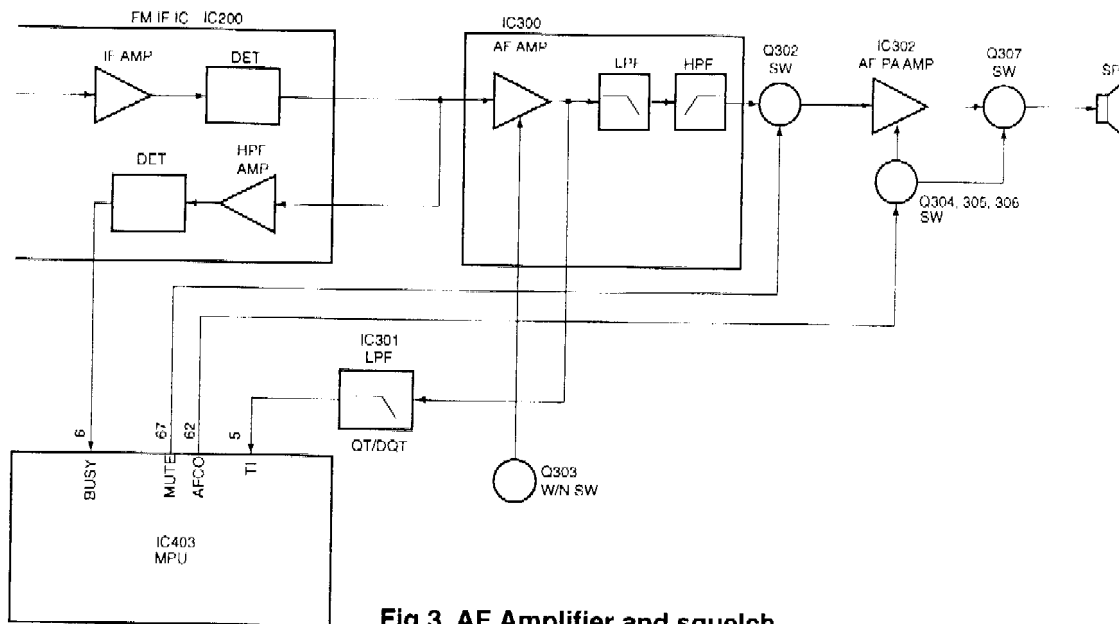 FM IF IC IC200
IF AMP
DET
DET
HPF
AMP
IC300
AF AMP
LPF
HPF
Q302
SW
IC302
AF PA AMP
Q307
SW
SP
Q304, 305, 306
SW
IC301
LPF
QT/DQT
Q303
W/N SW
6
67
62
5
BUSY
MUTE
AFCO
TI
IC403
MPU
Fig 3 AF Amplifier and squelch